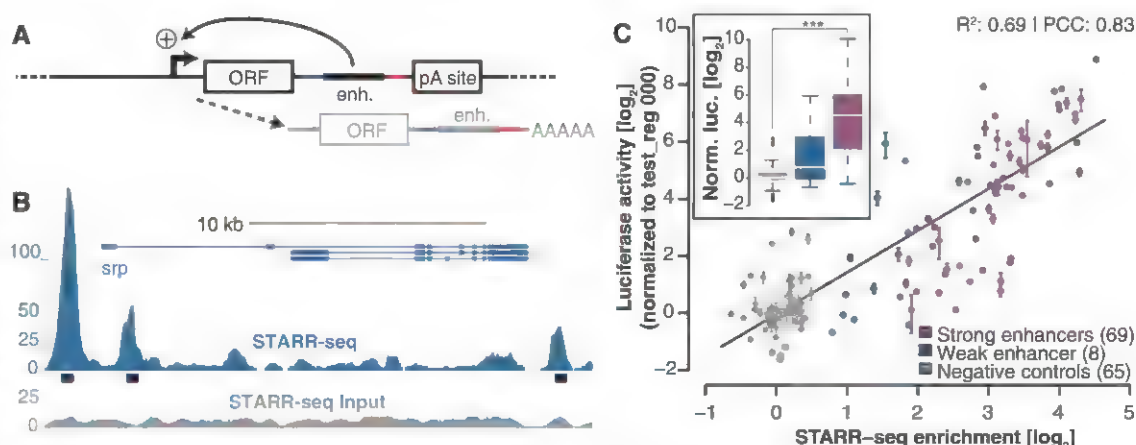 A
ORF
enh.
pA site
ORF
enh.
AAAAA
B
10 kb
100_
srp
50
25
0
STARR-seq
25
0
STARR-seq Input
C
R²: 0.69 | PCC: 0.83
Luciferase activity [log₂]
(normalized to test_reg 000)
10
8
6
4
2
0
−2
Norm. luc. [log₂]
10
8
6
4
2
0
−2
***
Strong enhancers (69)
Weak enhancer (8)
Negative controls (65)
−1
0
1
2
3
4
5
STARR−seq enrichment [log₂]